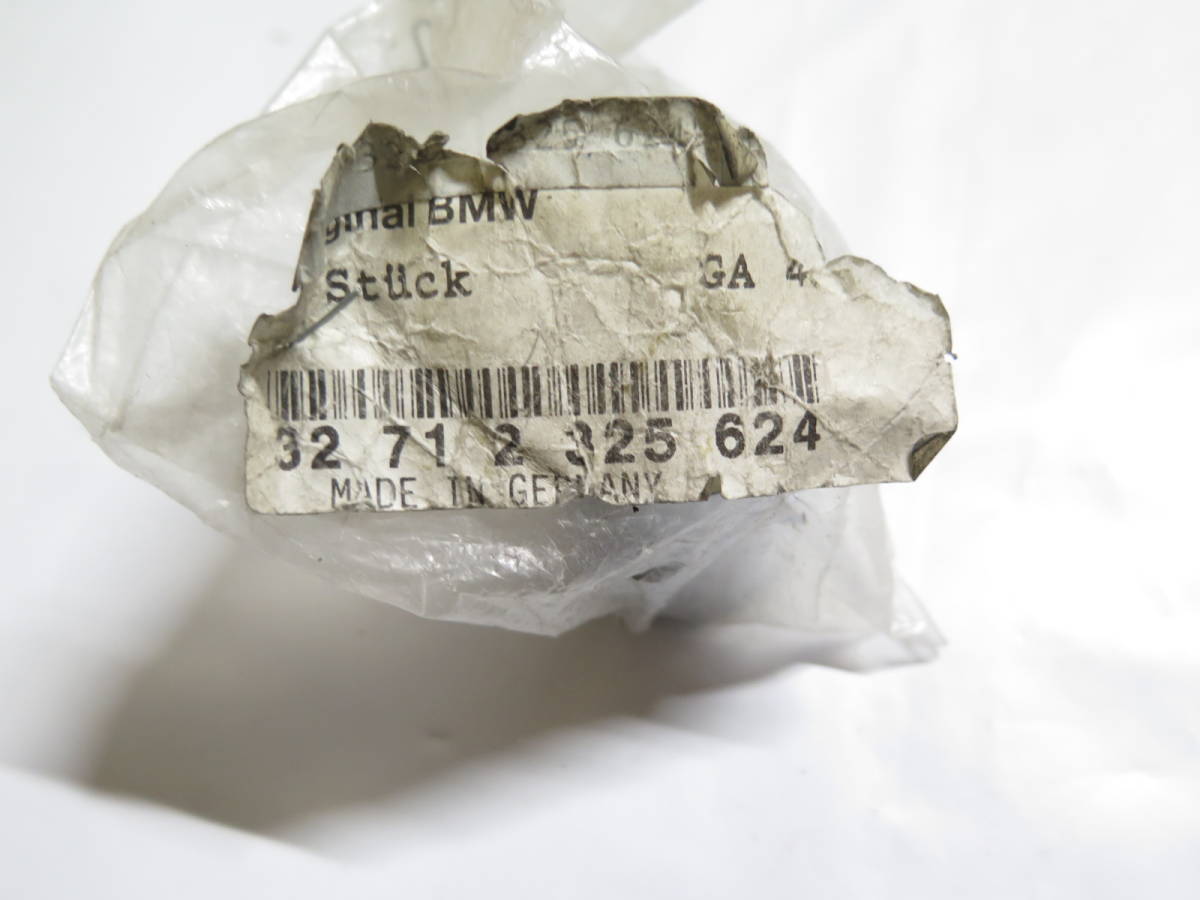 ginal BMW
Stück GA 4
32 71 2 325 624
MADE IN GERMANY